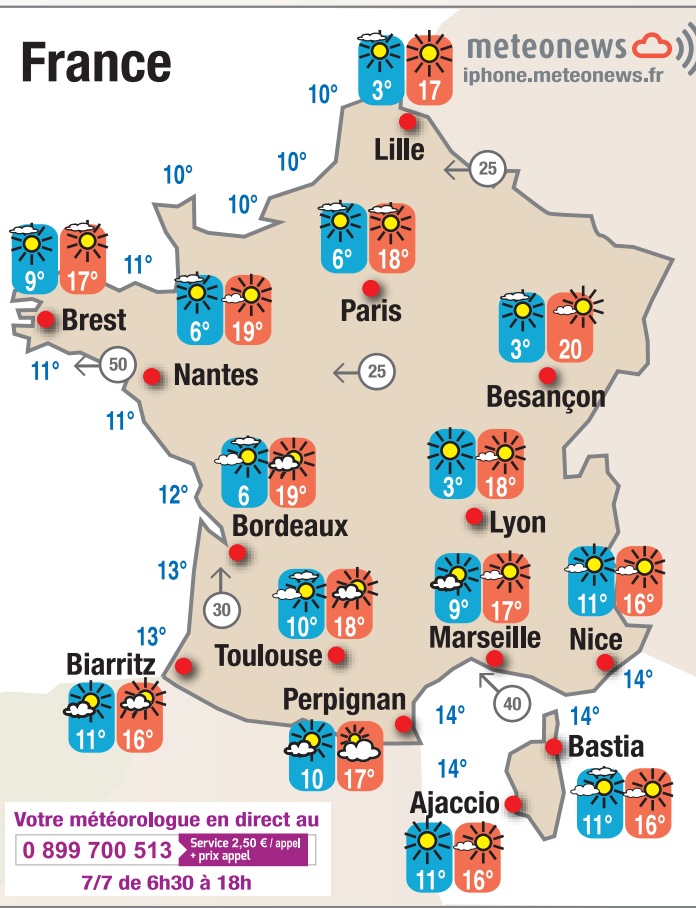 France
meteonews
iphone.meteonews.fr
3° 17
10°
Lille
10°
25
10°
10°
6° 18°
9° 17°
11°
Paris
6° 19°
Brest
3° 20
11°
50
Nantes
25
Besançon
11°
6 19°
3° 18°
12°
Bordeaux
Lyon
13°
10° 18°
9° 17°
11° 16°
30
13°
Biarritz
Toulouse
Marseille
Nice
14°
11° 16°
Perpignan
40
14°
14°
10 17°
Bastia
14°
Ajaccio
11° 16°
11° 16°
Votre météorologue en direct au
0 899 700 513 Service 2,50 € / appel
+ prix appel
7/7 de 6h30 à 18h